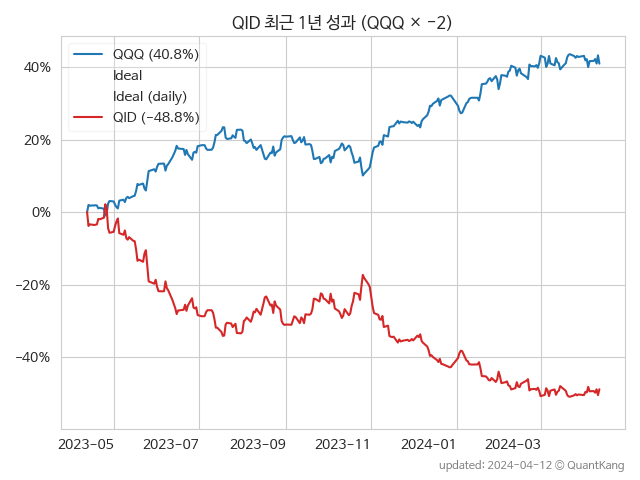 QID 최근 1년 성과 (QQQ × −2)
QQQ (40.8%)
Ideal
Ideal (daily)
QID (−48.8%)
40%
20%
0%
−20%
−40%
2023-05 2023-07 2023-09 2023-11 2024-01 2024-03
updated: 2024-04-12 © QuantKang